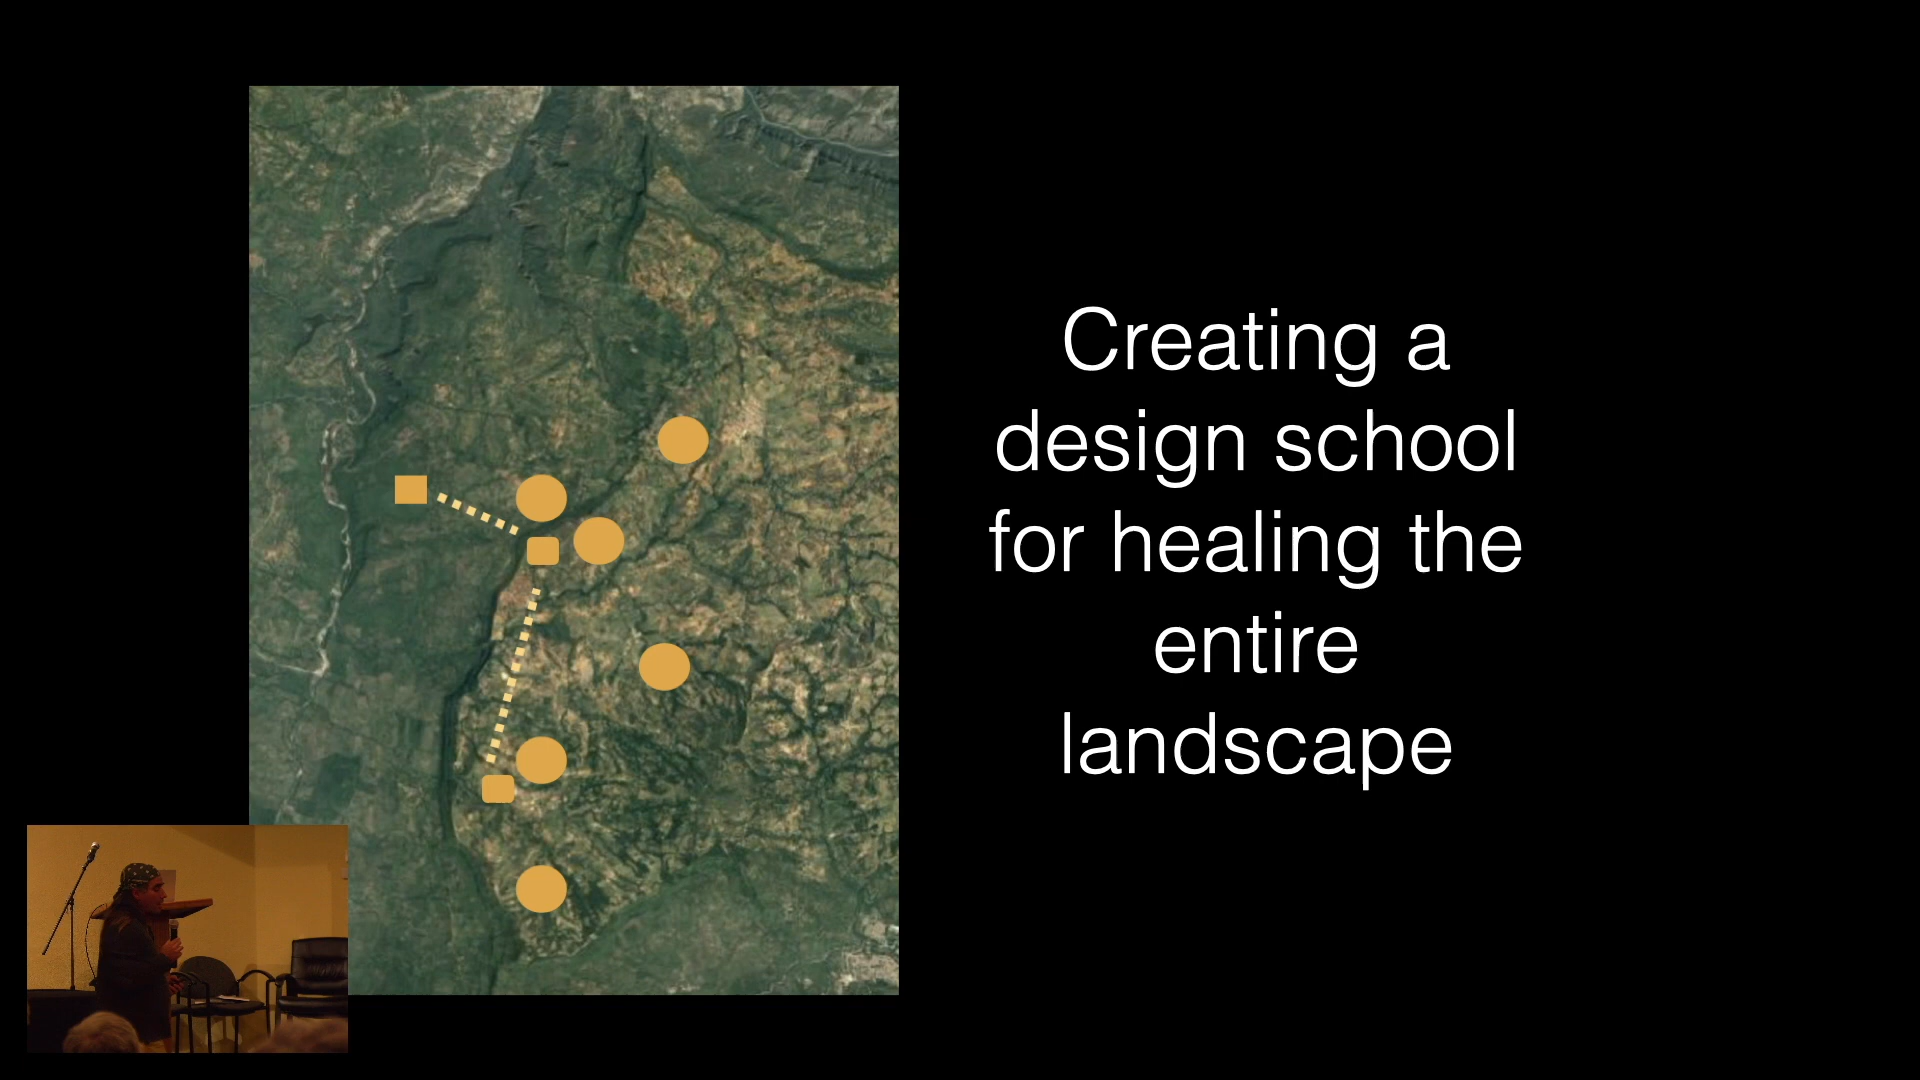 Creating a
design school
for healing the
entire
landscape